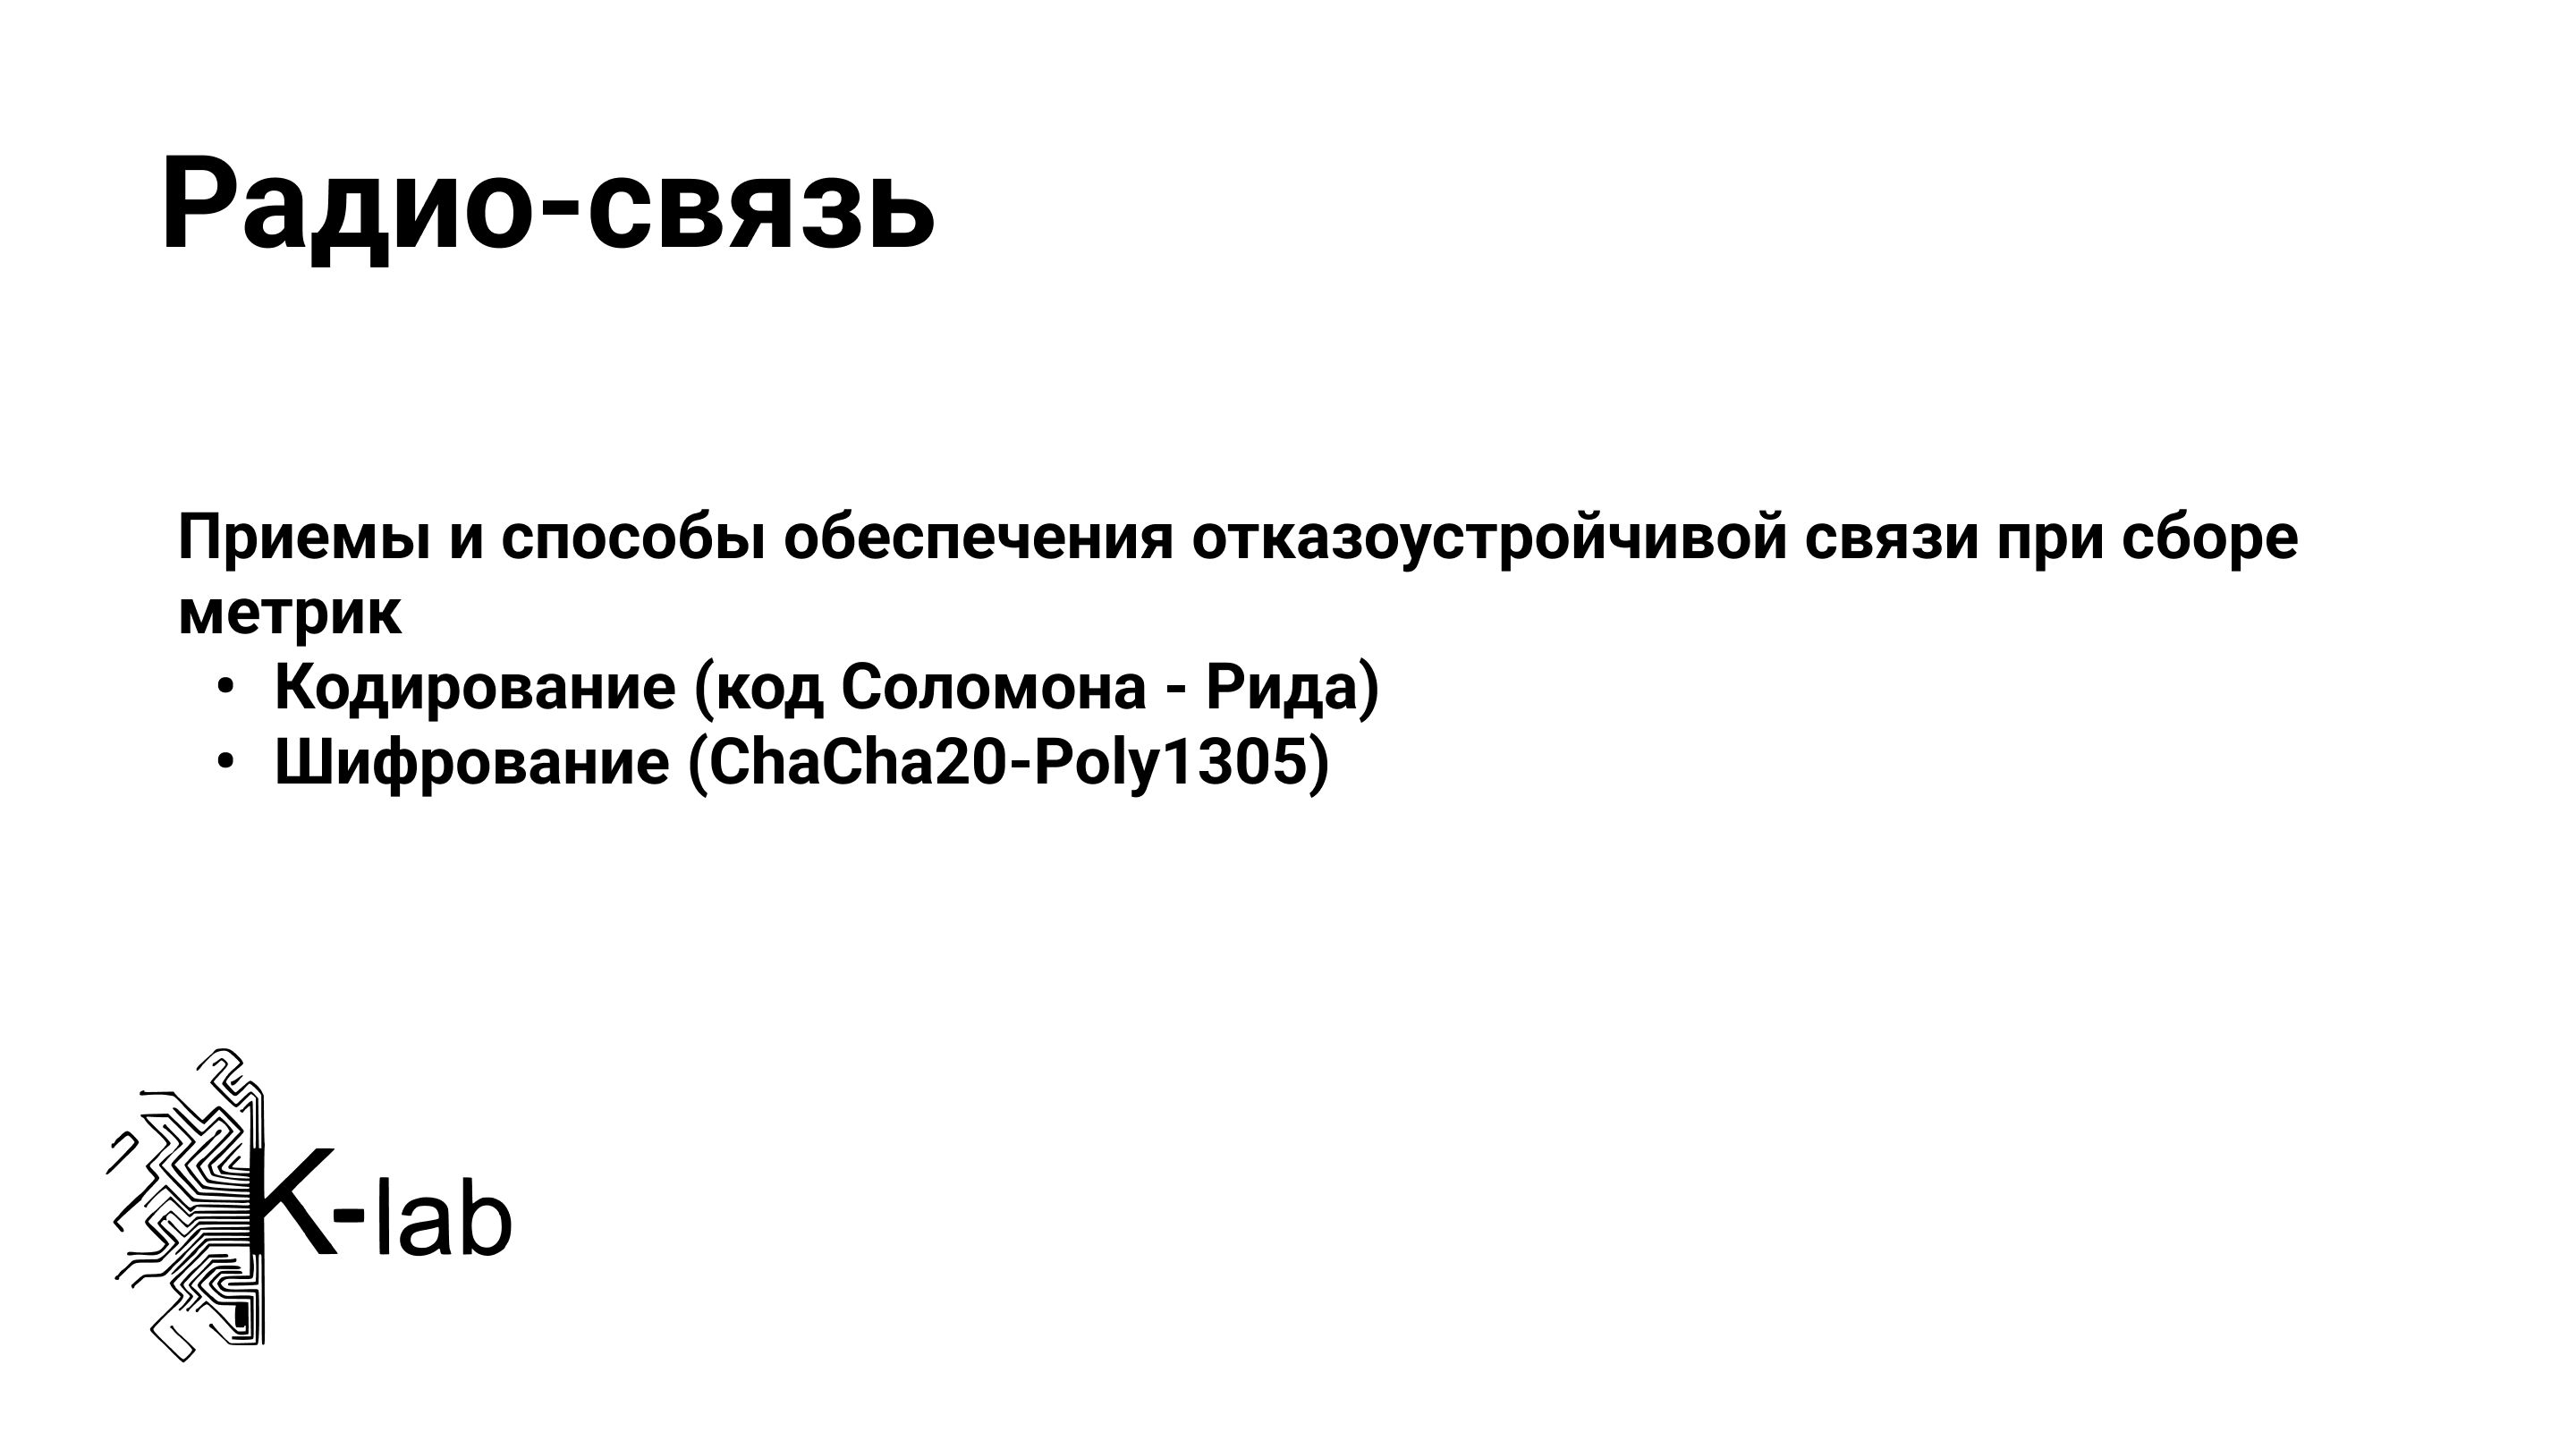 Радио-связь
Приемы и способы обеспечения отказоустройчивой связи при сборе
метрик
• Кодирование (код Соломона - Рида)
• Шифрование (ChaCha20-Poly1305)
K-lab